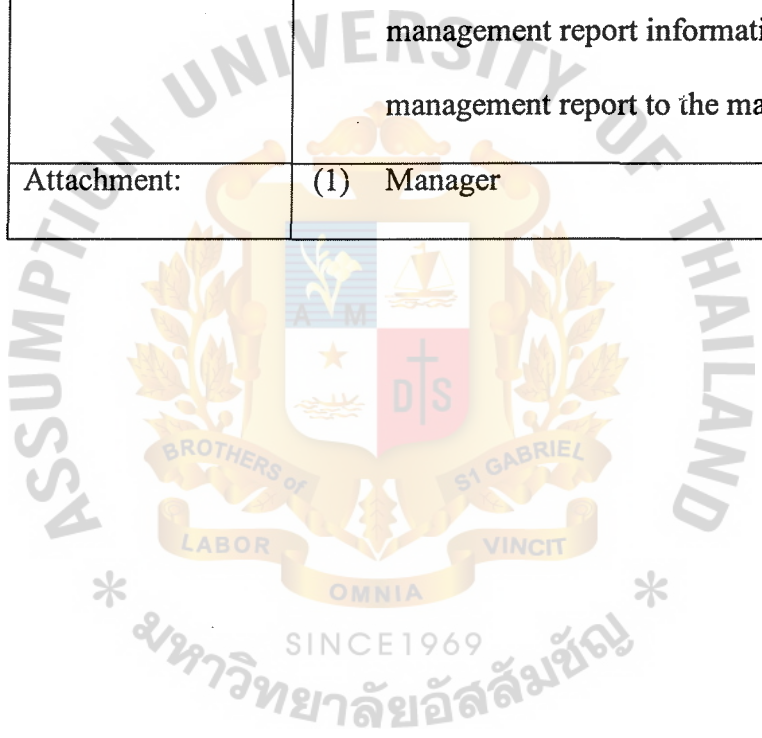 management report informati
management report to the ma
Attachment: (1) Manager
ASSUMPTION UNIVERSITY OF THAILAND
A M
D S
BROTHERS of ST GABRIEL
LABOR VINCIT
OMNIA
SINCE1969
มหาวิทยาลัยอัสสัมชัญ